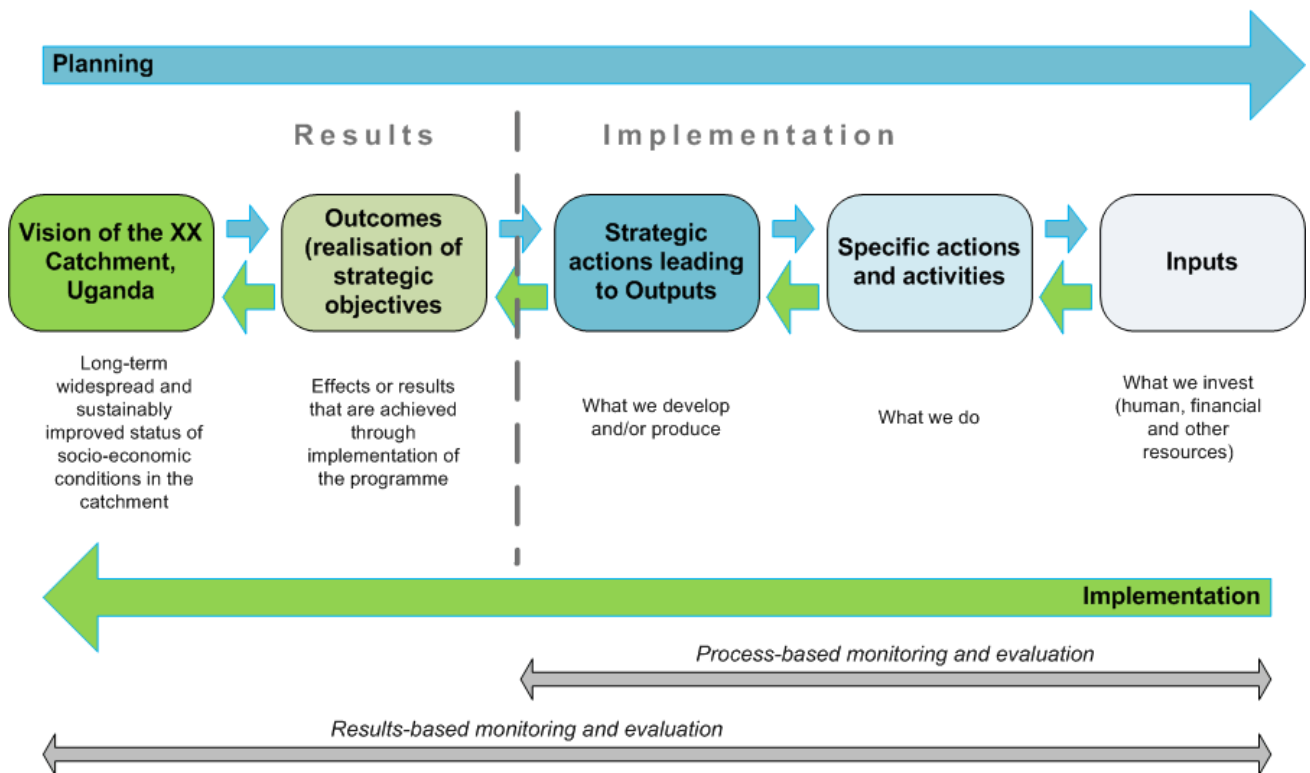 Planning
Results
Implementation
Vision of the XX
Catchment,
Uganda
Outcomes
(realisation of
strategic
objectives
Strategic
actions leading
to Outputs
Specific actions
and activities
Inputs
Long-term
widespread and
sustainably
improved status of
socio-economic
conditions in the
catchment
Effects or results
that are achieved
through
implementation of
the programme
What we develop
and/or produce
What we do
What we invest
(human, financial
and other
resources)
Implementation
Process-based monitoring and evaluation
Results-based monitoring and evaluation